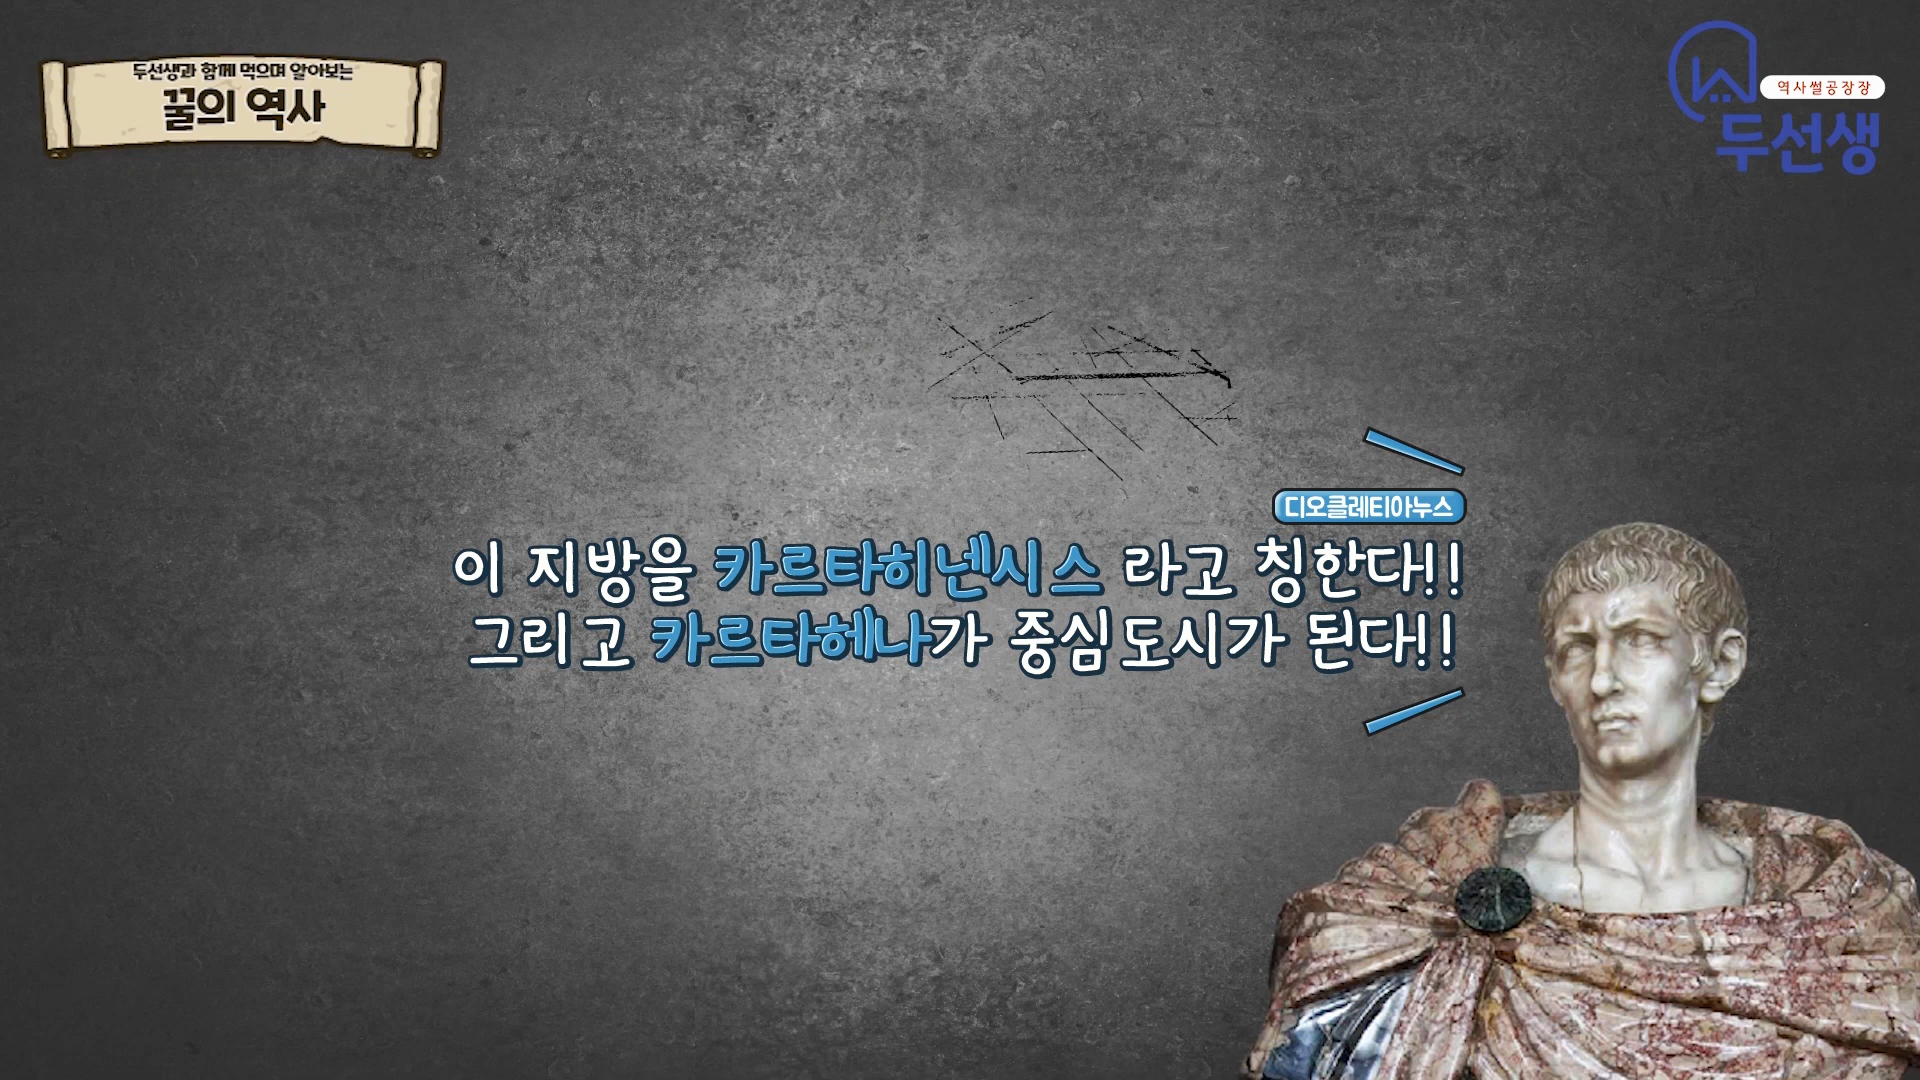 두선생과 함께 먹으며 알아보는
꿀의 역사
역사썰공장장
두선생
디오클레티아누스
이 지방을 카르타히넨시스 라고 칭한다!!
그리고 카르타헤나가 중심도시가 된다!!